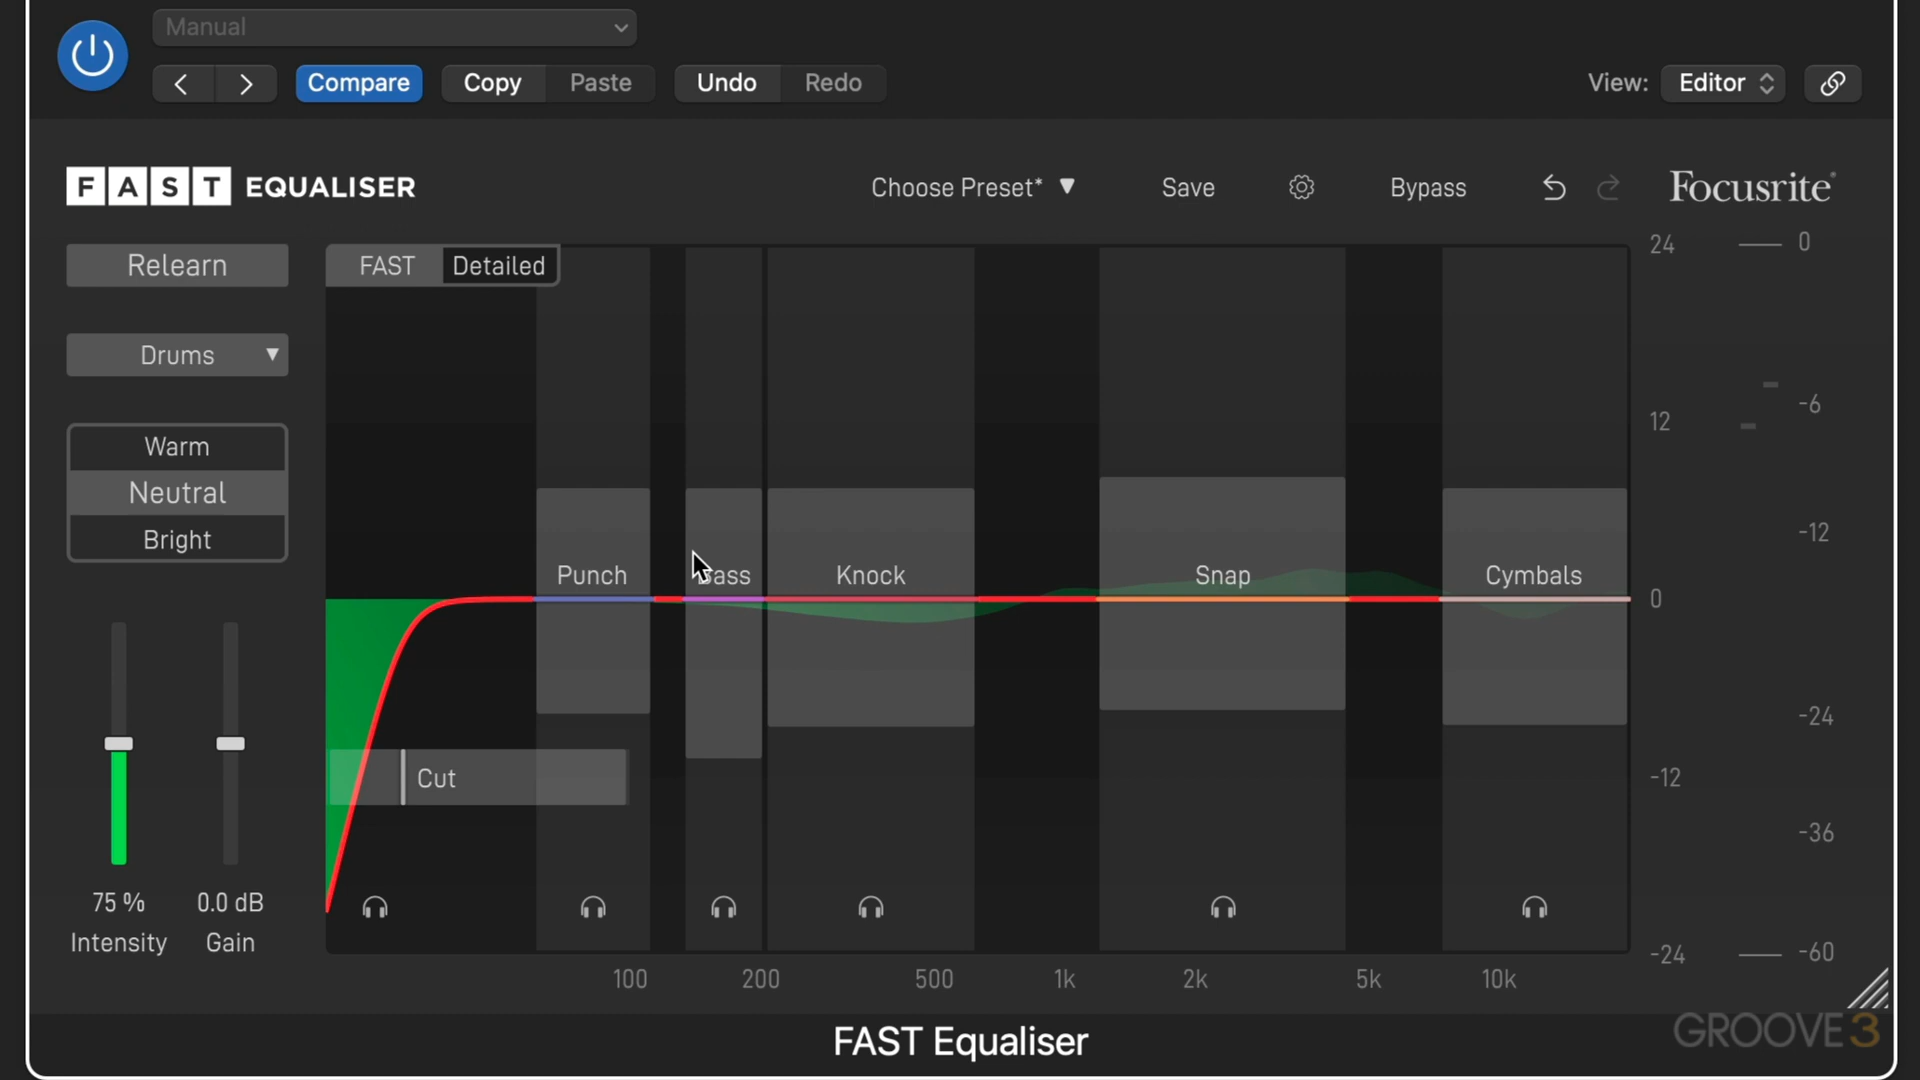 Manual
Compare
Copy
Paste
Undo
Redo
View:
Editor
FAST EQUALISER
Choose Preset*
Save
Bypass
Focusrite
Relearn
Drums
Warm
Neutral
Bright
75 %
0.0 dB
Intensity
Gain
FAST
Detailed
Punch
Knock
Snap
Cymbals
Cut
24
12
0
-12
-24
0
-6
-12
-24
-36
-60
100
200
500
1k
2k
5k
10k
FAST Equaliser
GROOVE3